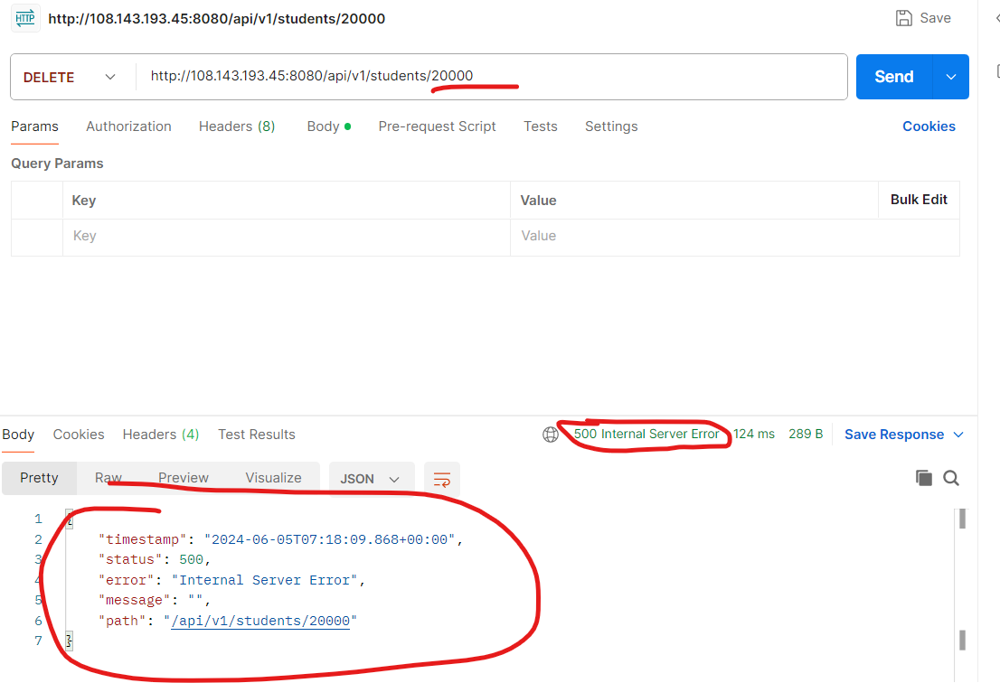 HTTP http://108.143.193.45:8080/api/v1/students/20000 Save
DELETE http://108.143.193.45:8080/api/v1/students/20000 Send
Params Authorization Headers (8) Body Pre-request Script Tests Settings Cookies
Query Params
Key Value Bulk Edit
Key Value
Body Cookies Headers (4) Test Results 500 Internal Server Error 124 ms 289 B Save Response
Pretty Raw Preview Visualize JSON
1 {
2 "timestamp": "2024-06-05T07:18:09.868+00:00",
3 "status": 500,
4 "error": "Internal Server Error",
5 "message": "",
6 "path": "/api/v1/students/20000"
7 }